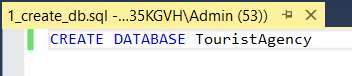 1_create_db.sql -...35KGVH\Admin (53))
CREATE DATABASE TouristAgency